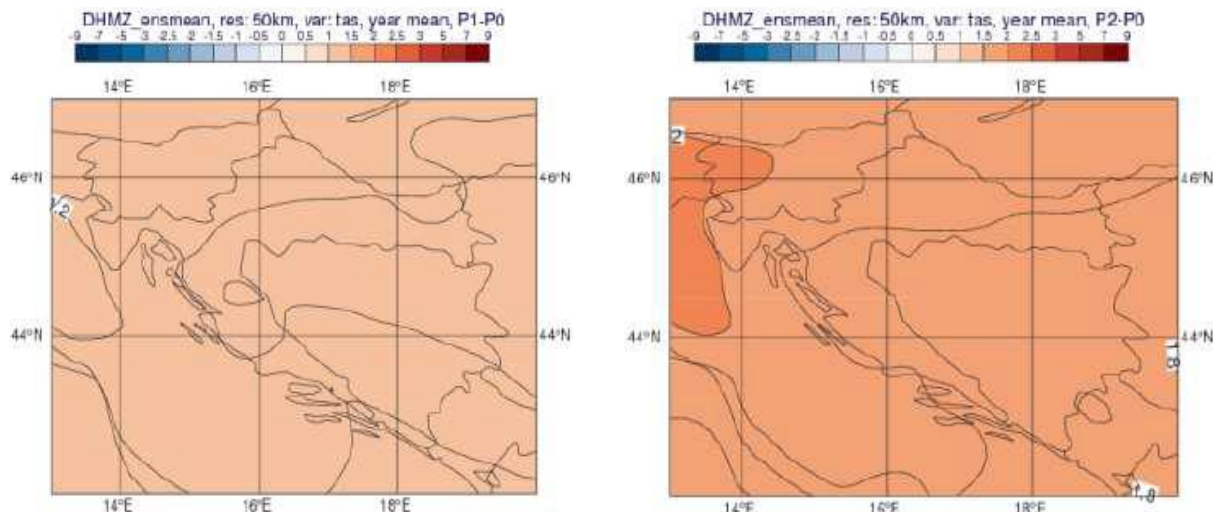 DHMZ_ensmean, res: 50km, var: tas, year mean, P1-P0
-9 -7 -5 -3 -2.5 -2 -1.5 -1 -0.5 0 0.5 1 1.5 2 2.5 3 5 7 9
14°E 16°E 18°E
46°N 46°N
44°N 44°N
14°E 16°E 18°E
DHMZ_ensmean, res: 50km, var: tas, year mean, P2-P0
-9 -7 -5 -3 -2.5 -2 -1.5 -1 -0.5 0 0.5 1 1.5 2 2.5 3 5 7 9
14°E 16°E 18°E
2
46°N 46°N
44°N 44°N
1.8
1.8
14°E 16°E 18°E